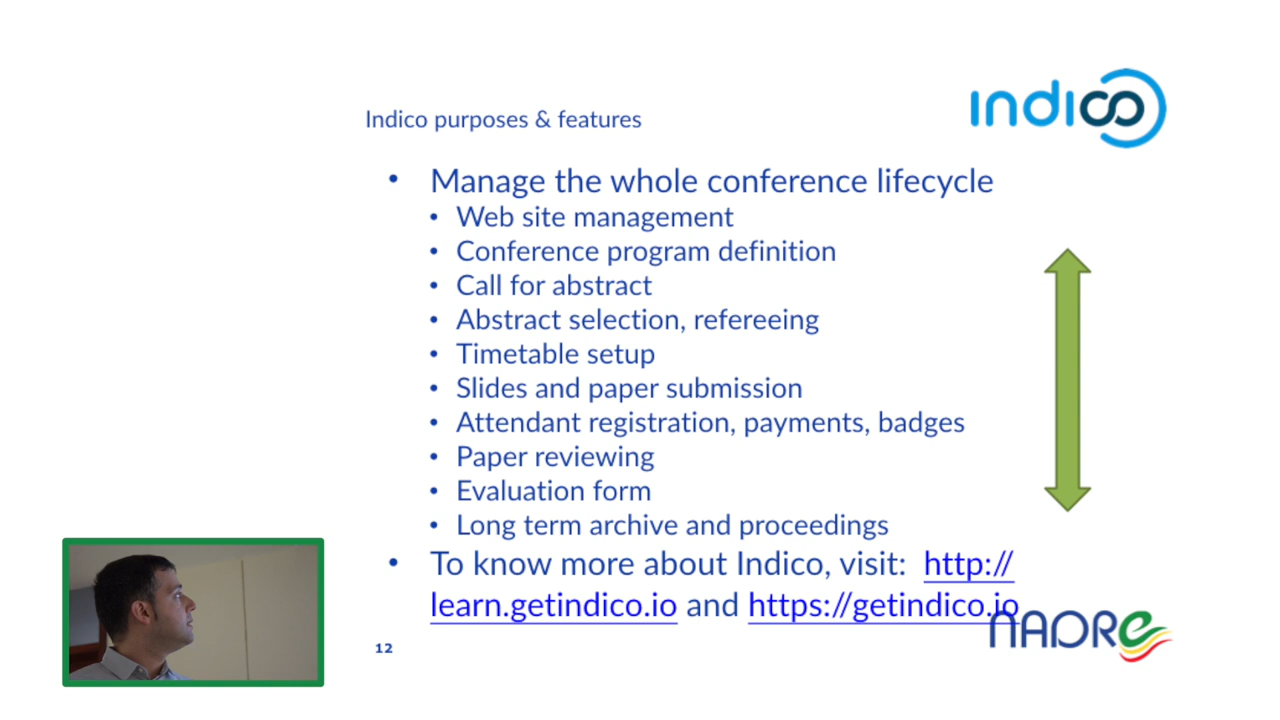 indico
Indico purposes & features
• Manage the whole conference lifecycle
• Web site management
• Conference program definition
• Call for abstract
• Abstract selection, refereeing
• Timetable setup
• Slides and paper submission
• Attendant registration, payments, badges
• Paper reviewing
• Evaluation form
• Long term archive and proceedings
• To know more about Indico, visit: http://
learn.getindico.io and https://getindico.io
NADRe
12